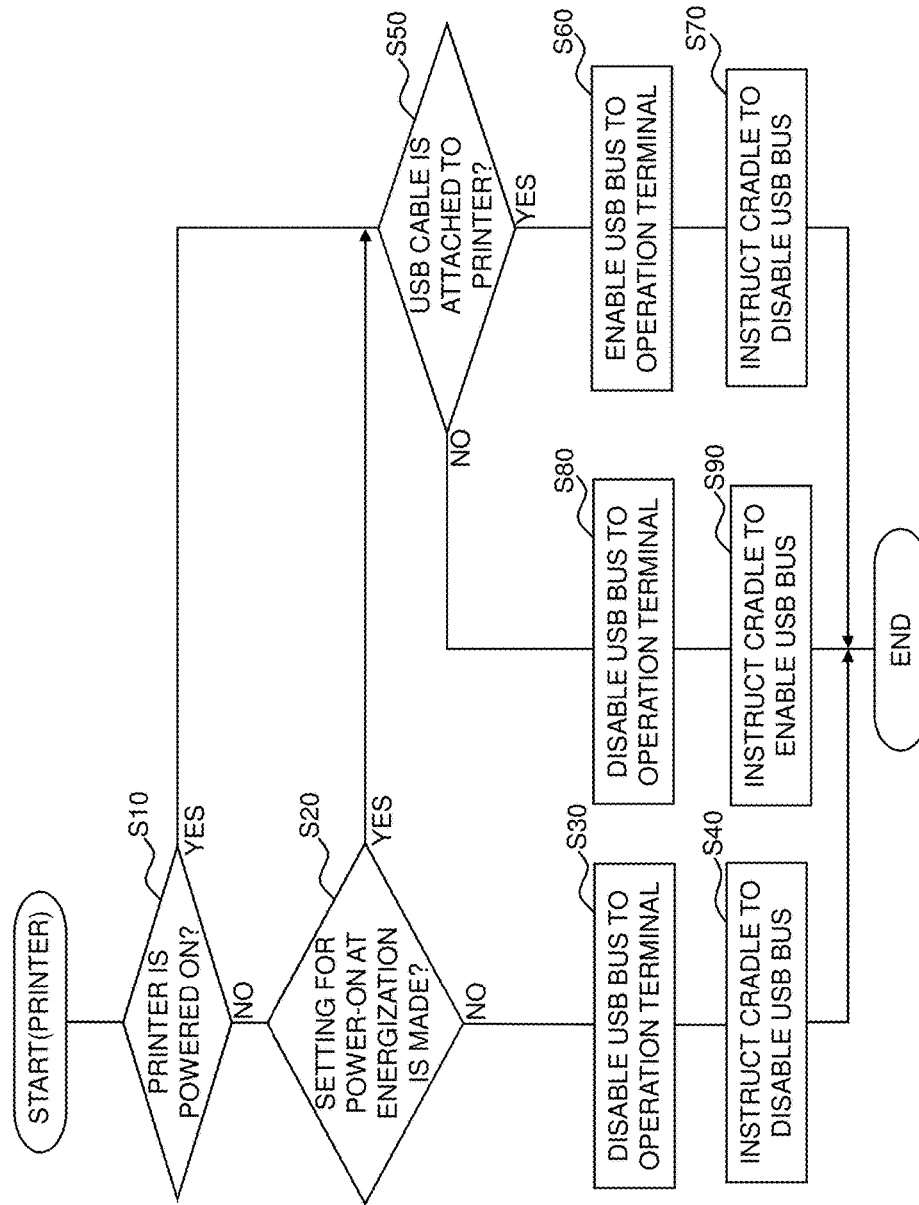 START(PRINTER)
S10
PRINTER IS
POWERED ON?
YES
NO
S20
SETTING FOR
POWER-ON AT
ENERGIZATION
IS MADE?
YES
NO
S30
DISABLE USB BUS TO
OPERATION TERMINAL
S40
INSTRUCT CRADLE TO
DISABLE USB BUS
S50
USB CABLE IS
ATTACHED TO
PRINTER?
YES
NO
S60
ENABLE USB BUS TO
OPERATION TERMINAL
S70
INSTRUCT CRADLE TO
DISABLE USB BUS
S80
DISABLE USB BUS TO
OPERATION TERMINAL
S90
INSTRUCT CRADLE TO
ENABLE USB BUS
END